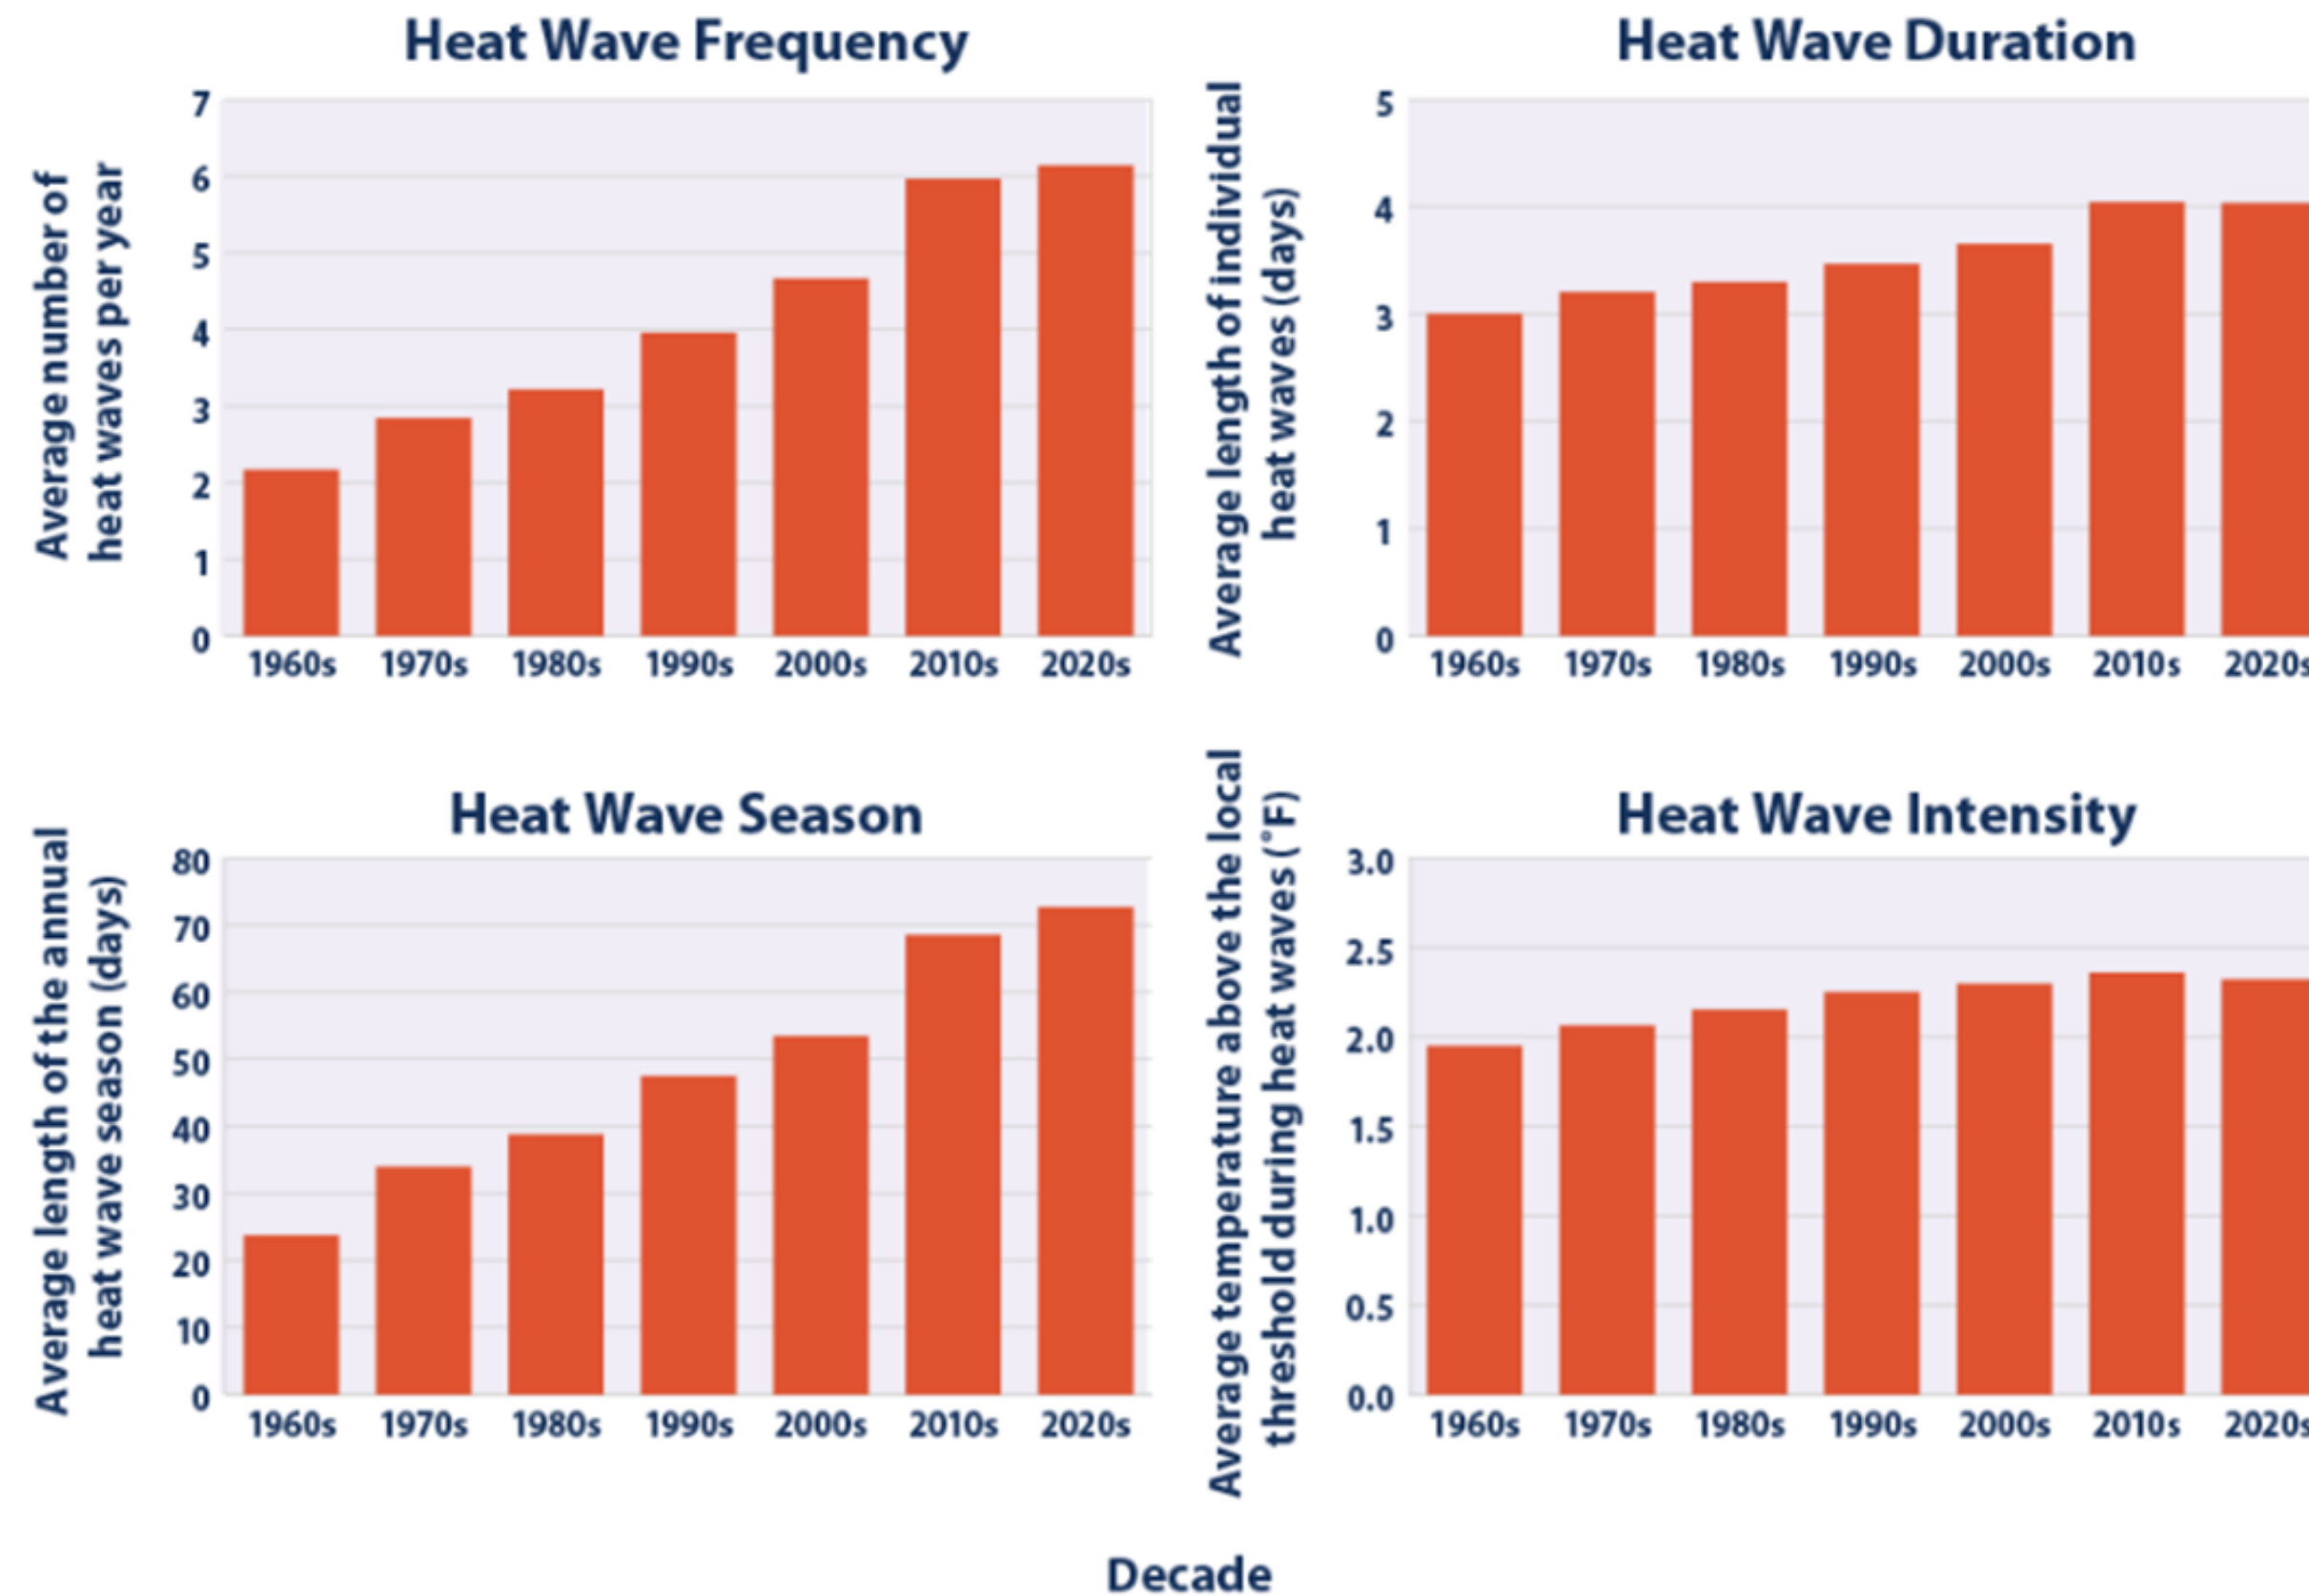 Heat Wave Frequency
Average number of
heat waves per year
7
6
5
4
3
2
1
0
1960s 1970s 1980s 1990s 2000s 2010s 2020s
Heat Wave Duration
Average length of individual
heat waves (days)
5
4
3
2
1
0
1960s 1970s 1980s 1990s 2000s 2010s 2020s
Heat Wave Season
Average length of the annual
heat wave season (days)
80
70
60
50
40
30
20
10
0
1960s 1970s 1980s 1990s 2000s 2010s 2020s
Heat Wave Intensity
Average temperature above the local
threshold during heat waves (˚F)
3.0
2.5
2.0
1.5
1.0
0.5
0.0
1960s 1970s 1980s 1990s 2000s 2010s 2020s
Decade